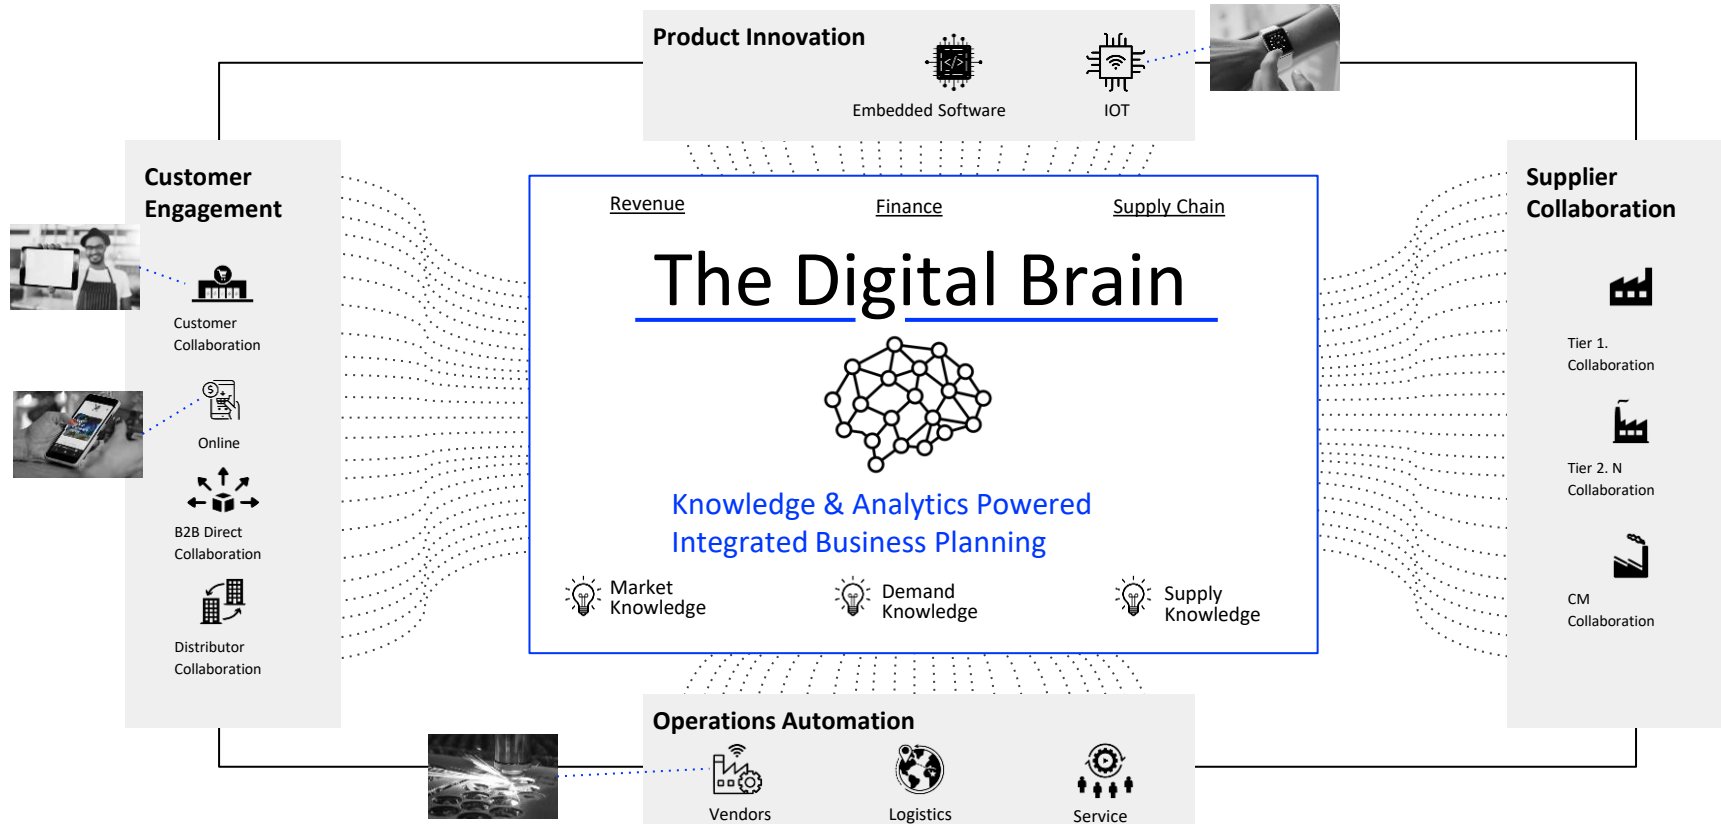 Product Innovation
Embedded Software
IOT
Customer
Engagement
Customer
Collaboration
Online
B2B Direct
Collaboration
Distributor
Collaboration
Revenue
Finance
Supply Chain
The Digital Brain
Knowledge & Analytics Powered
Integrated Business Planning
Market
Knowledge
Demand
Knowledge
Supply
Knowledge
Supplier
Collaboration
Tier 1.
Collaboration
Tier 2. N
Collaboration
CM
Collaboration
Operations Automation
Vendors
Logistics
Service